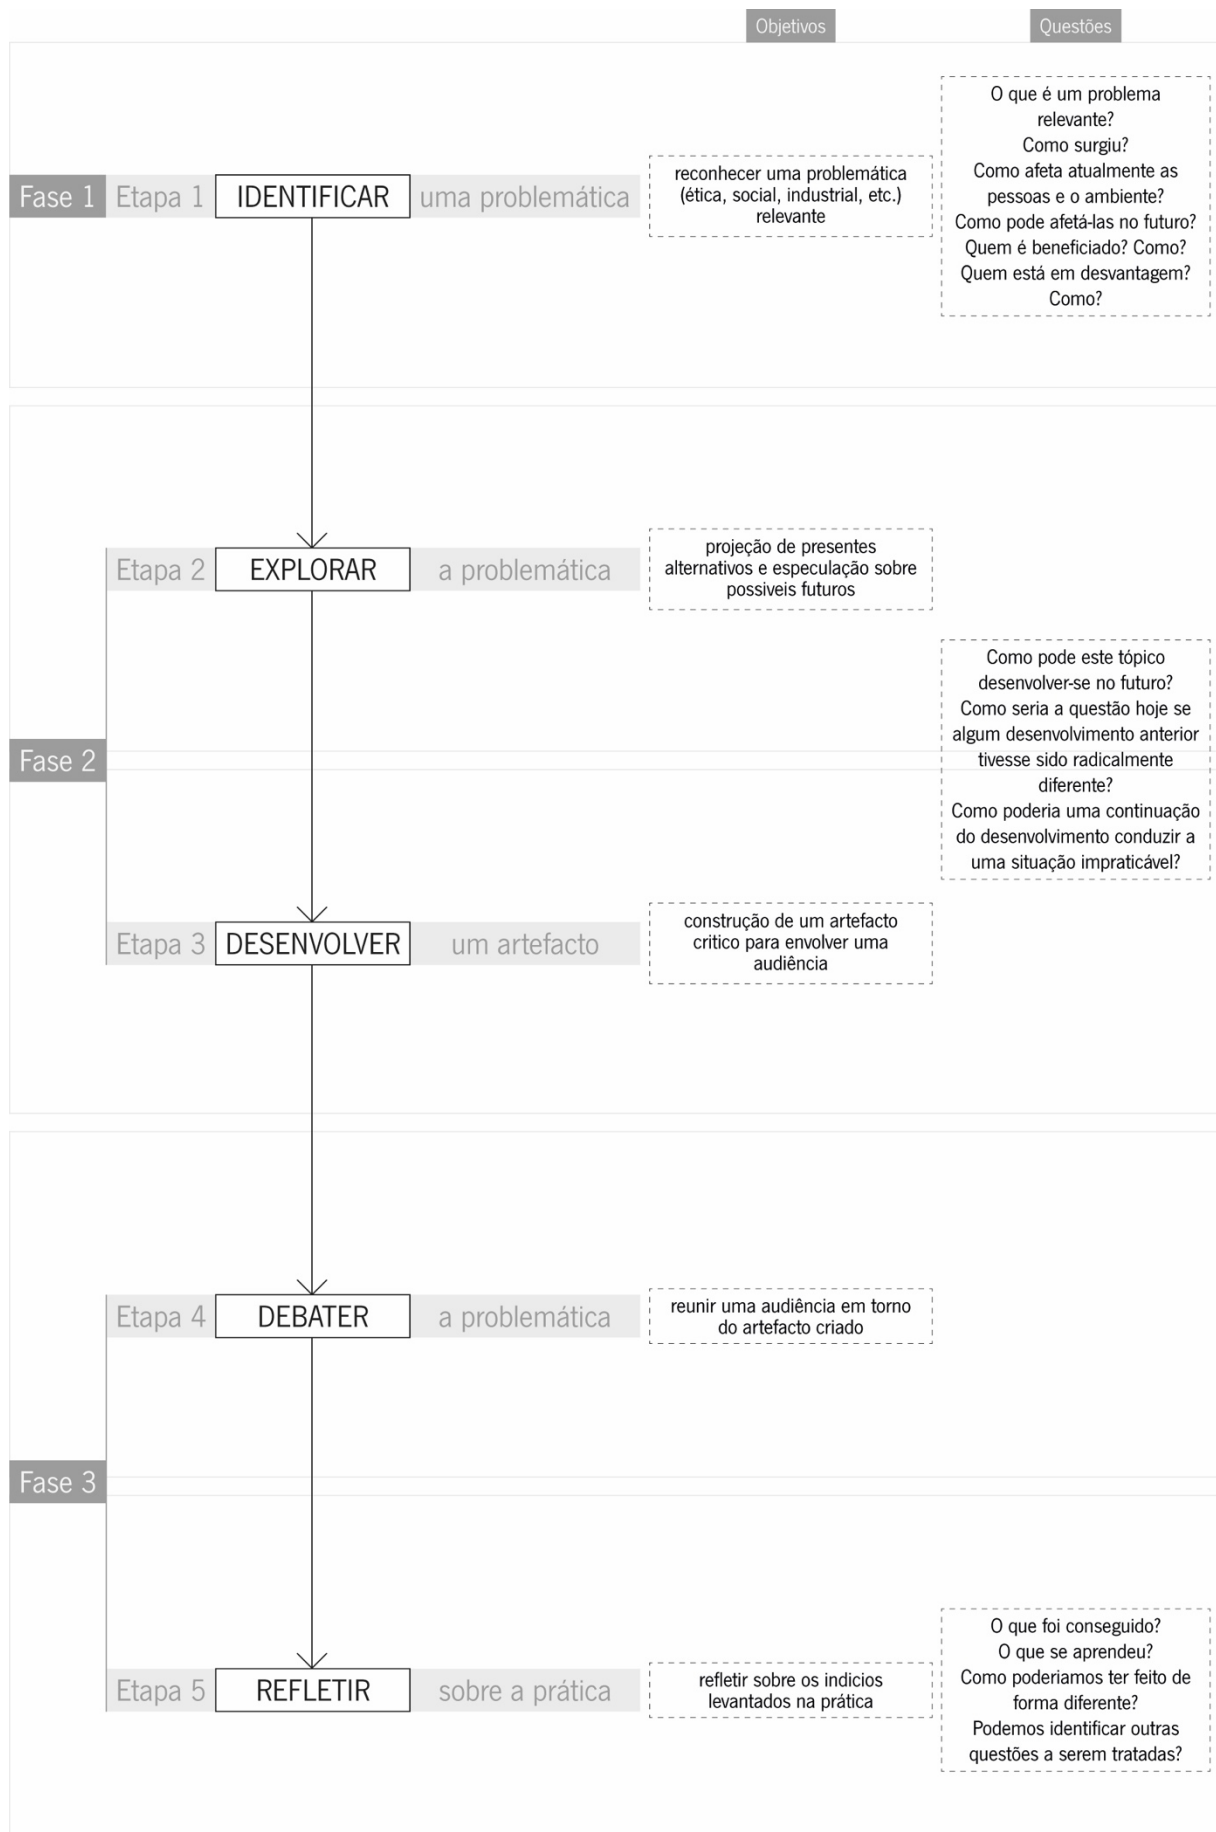 Objetivos
Questões
Fase 1
Etapa 1
IDENTIFICAR
uma problemática
reconhecer uma problemática
(ética, social, industrial, etc.)
relevante
O que é um problema
relevante?
Como surgiu?
Como afeta atualmente as
pessoas e o ambiente?
Como pode afetá-las no futuro?
Quem é beneficiado? Como?
Quem está em desvantagem?
Como?
Fase 2
Etapa 2
EXPLORAR
a problemática
projeção de presentes
alternativos e especulação sobre
possiveis futuros
Como pode este tópico
desenvolver-se no futuro?
Como seria a questão hoje se
algum desenvolvimento anterior
tivesse sido radicalmente
diferente?
Como poderia uma continuação
do desenvolvimento conduzir a
uma situação impraticável?
Etapa 3
DESENVOLVER
um artefacto
construção de um artefacto
critico para envolver uma
audiência
Fase 3
Etapa 4
DEBATER
a problemática
reunir uma audiência em torno
do artefacto criado
Etapa 5
REFLETIR
sobre a prática
refletir sobre os indicios
levantados na prática
O que foi conseguido?
O que se aprendeu?
Como poderiamos ter feito de
forma diferente?
Podemos identificar outras
questões a serem tratadas?